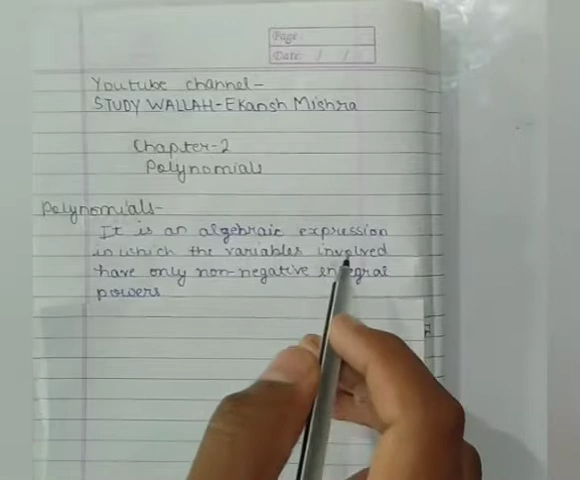 Page:
Date: / /
Youtube channel-
STUDY WALLAH-Ekansh Mishra
Chapter-2
Polynomials
Polynomials-
It is an algebraic expression
in which the variables involved
have only non-negative integral
powers